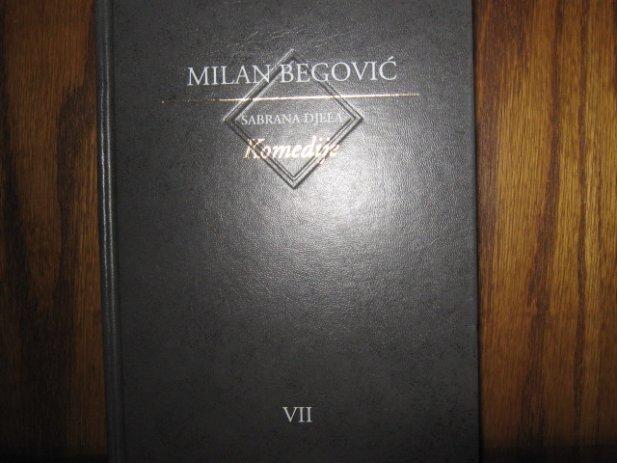 MILAN BEGOVIĆ
SABRANA DJELA
Komedije
VII